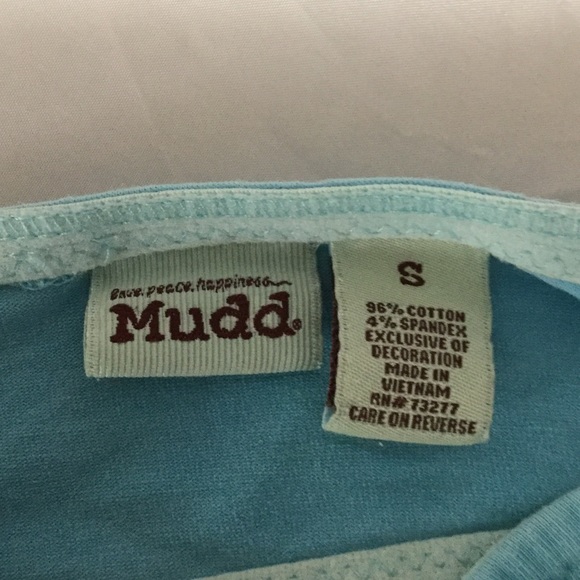 love.peace.happiness
Mudd®
S
96% COTTON
4% SPANDEX
EXCLUSIVE OF
DECORATION
MADE IN
VIETNAM
RN# 73277
CARE ON REVERSE